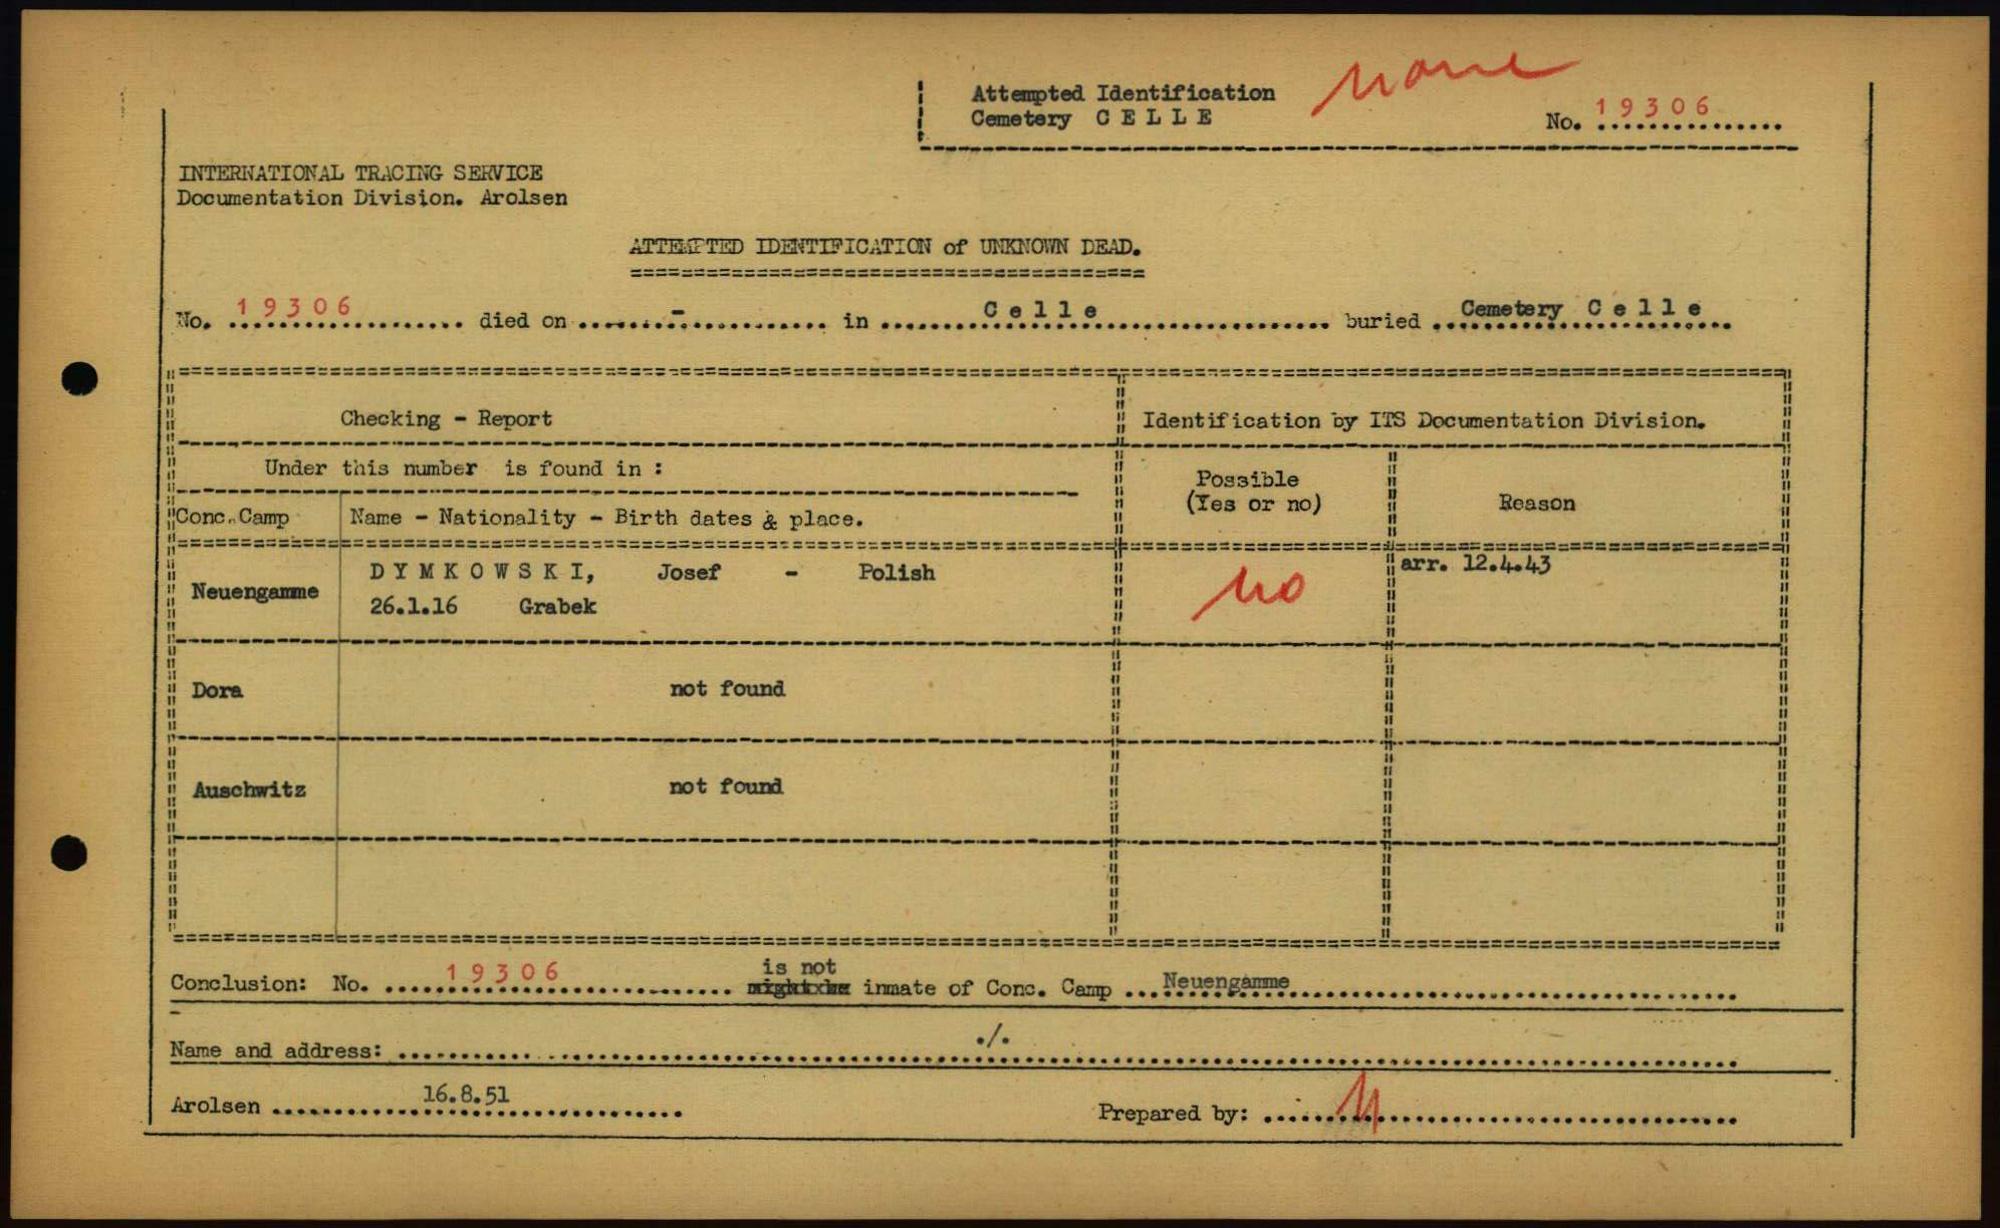 Attempted Identification none
Cemetery C E L L E No. 19306
INTERNATIONAL TRACING SERVICE
Documentation Division. Arolsen
ATTEMPTED IDENTIFICATION of UNKNOWN DEAD.
No. 19306 died on - in C e l l e buried Cemetery C e l l e
Checking - Report Identification by ITS Documentation Division.
Under this number is found in :
Possible
(Yes or no) Reason
Conc. Camp Name - Nationality - Birth dates & place.
Neuengamme D Y M K O W S K I, Josef - Polish no arr. 12.4.43
26.1.16 Grabek
Dora not found
Auschwitz not found
is not
Conclusion: No. 19306 might be inmate of Conc. Camp Neuengamme
Name and address: ./.
Arolsen 16.8.51 Prepared by: